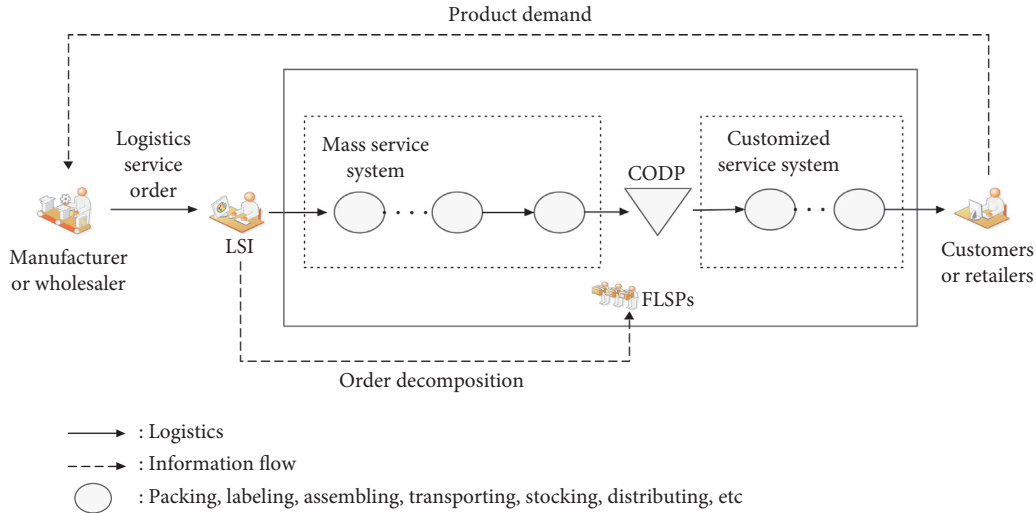 Product demand
Logistics
service
order
Mass service
system
CODP
Customized
service system
LSI
Manufacturer
or wholesaler
Customers
or retailers
FLSPs
Order decomposition
: Logistics
: Information flow
: Packing, labeling, assembling, transporting, stocking, distributing, etc